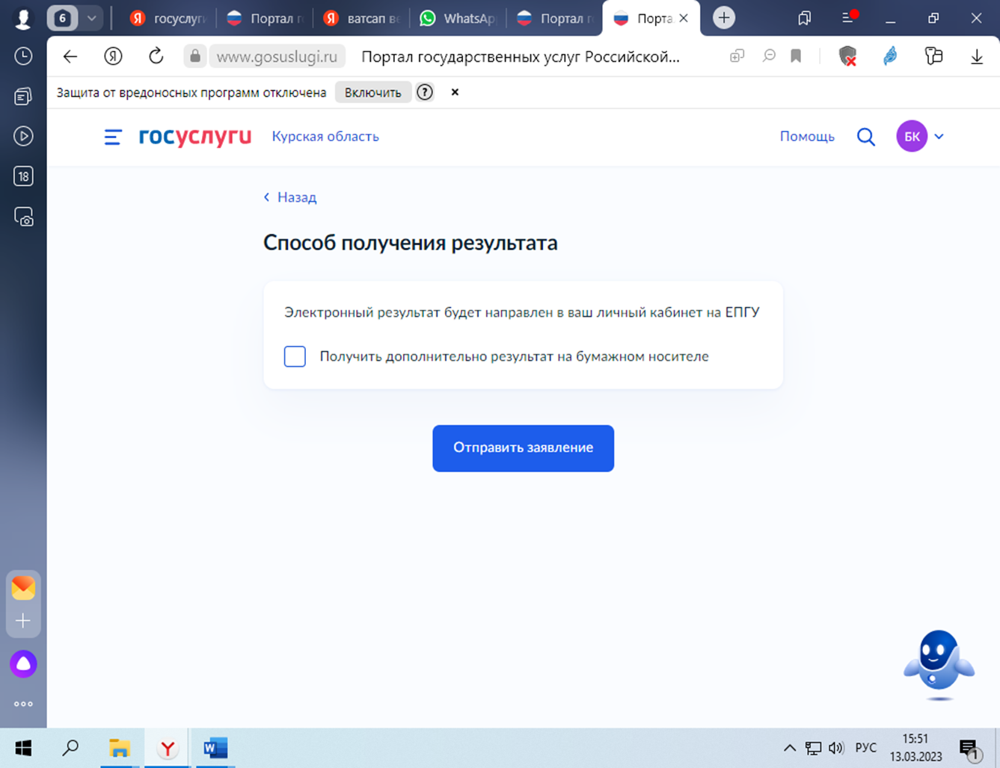 6
госуслуги
Портал г
ватсап ве
WhatsAp
Портал г
Порта
www.gosuslugi.ru
Портал государственных услуг Российской...
Защита от вредоносных программ отключена
Включить
?
18
госуслуги
Курская область
Помощь
БК
Назад
Способ получения результата
Электронный результат будет направлен в ваш личный кабинет на ЕПГУ
Получить дополнительно результат на бумажном носителе
Отправить заявление
РУС
15:51
13.03.2023
1